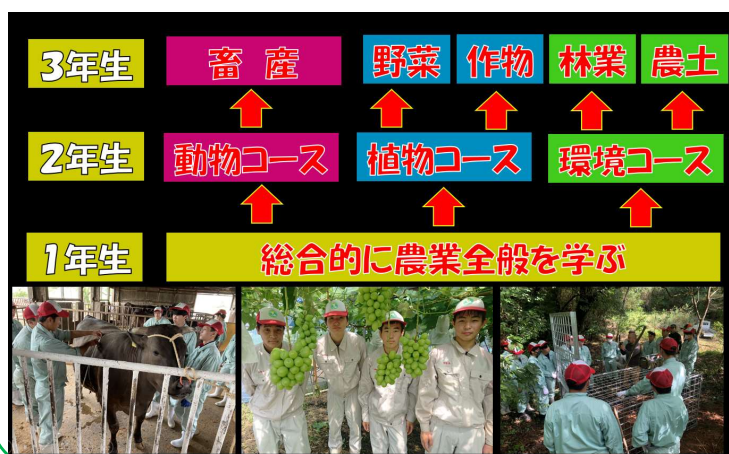 3年生 畜産 野菜 作物 林業 農土
2年生 動物コース 植物コース 環境コース
1年生 総合的に農業全般を学ぶ